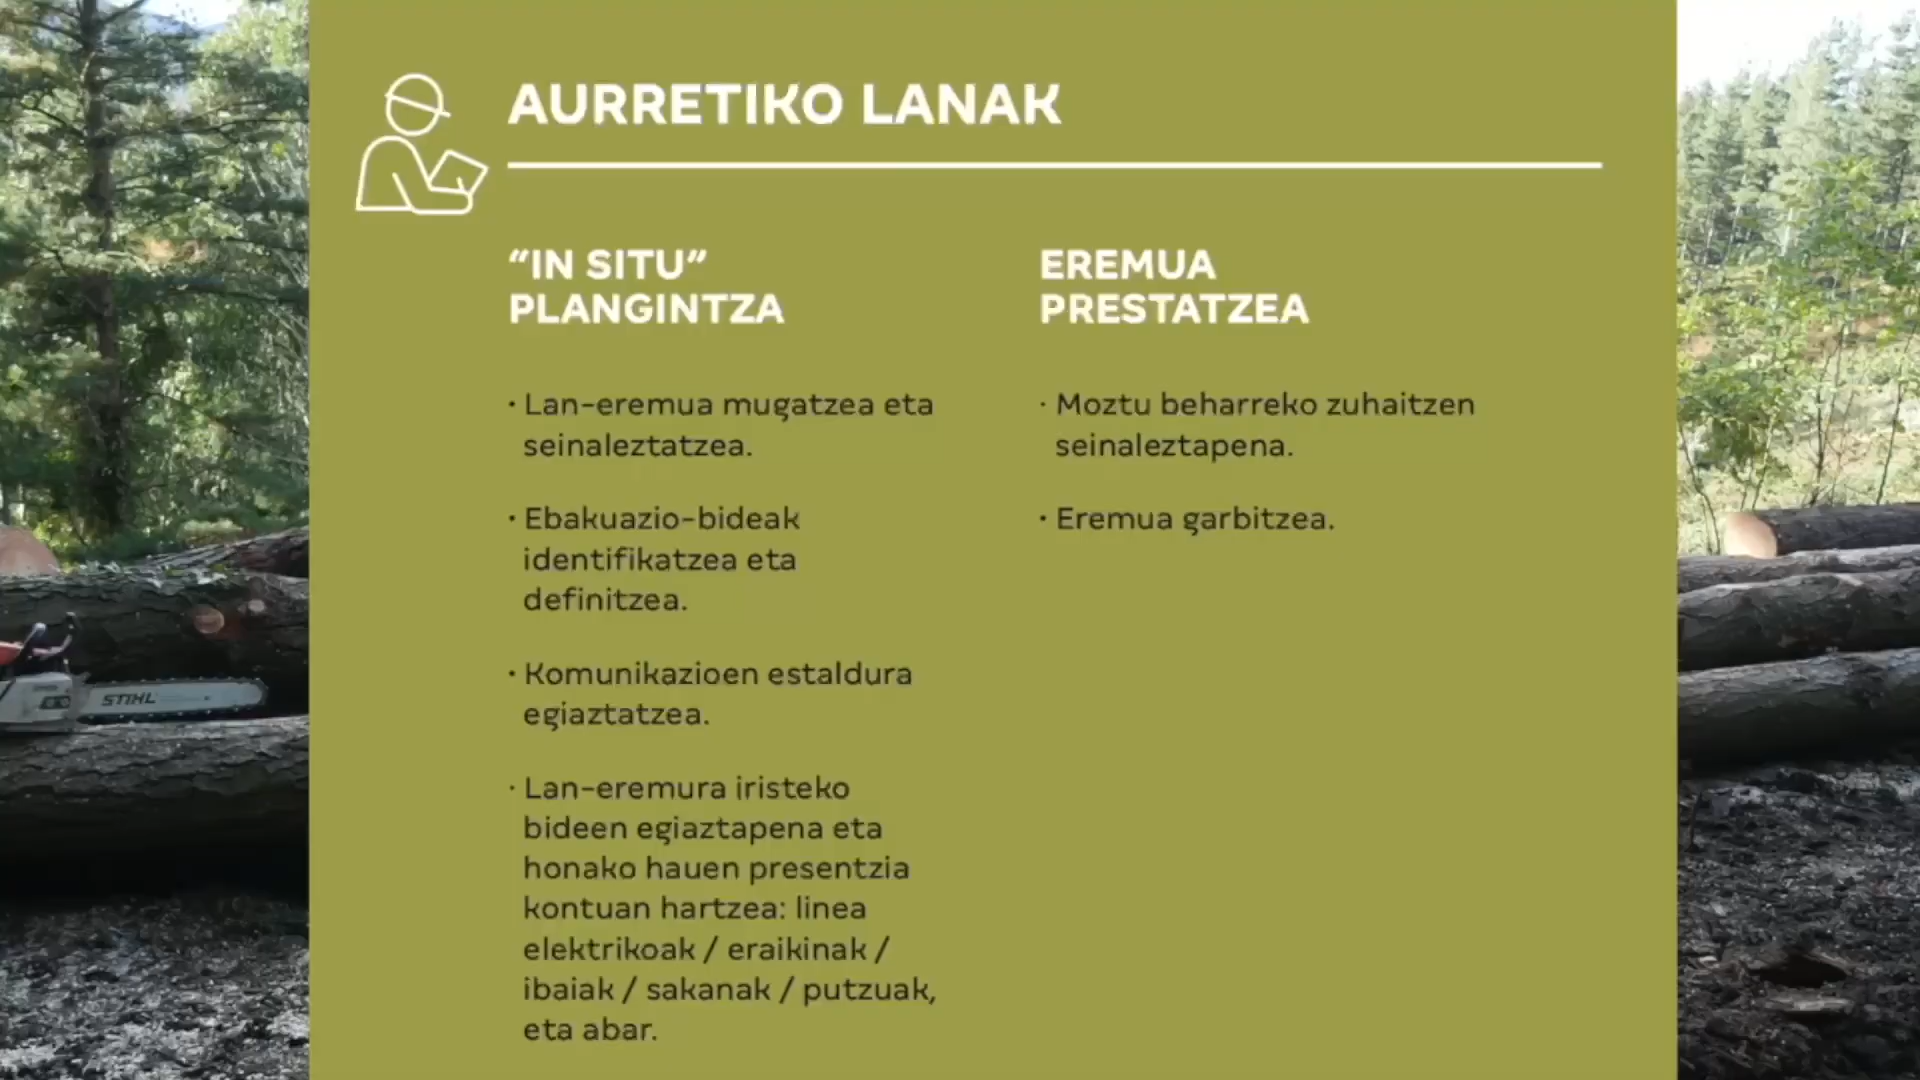 AURRETIKO LANAK
“IN SITU”
PLANGINTZA
· Lan-eremua mugatzea eta
seinaleztatzea.
· Ebakuazio-bideak
identifikatzea eta
definitzea.
· Komunikazioen estaldura
egiaztatzea.
· Lan-eremura iristeko
bideen egiaztapena eta
honako hauen presentzia
kontuan hartzea: linea
elektrikoak / eraikinak /
ibaiak / sakanak / putzuak,
eta abar.
EREMUA
PRESTATZEA
· Moztu beharreko zuhaitzen
seinaleztapena.
· Eremua garbitzea.
STIHL